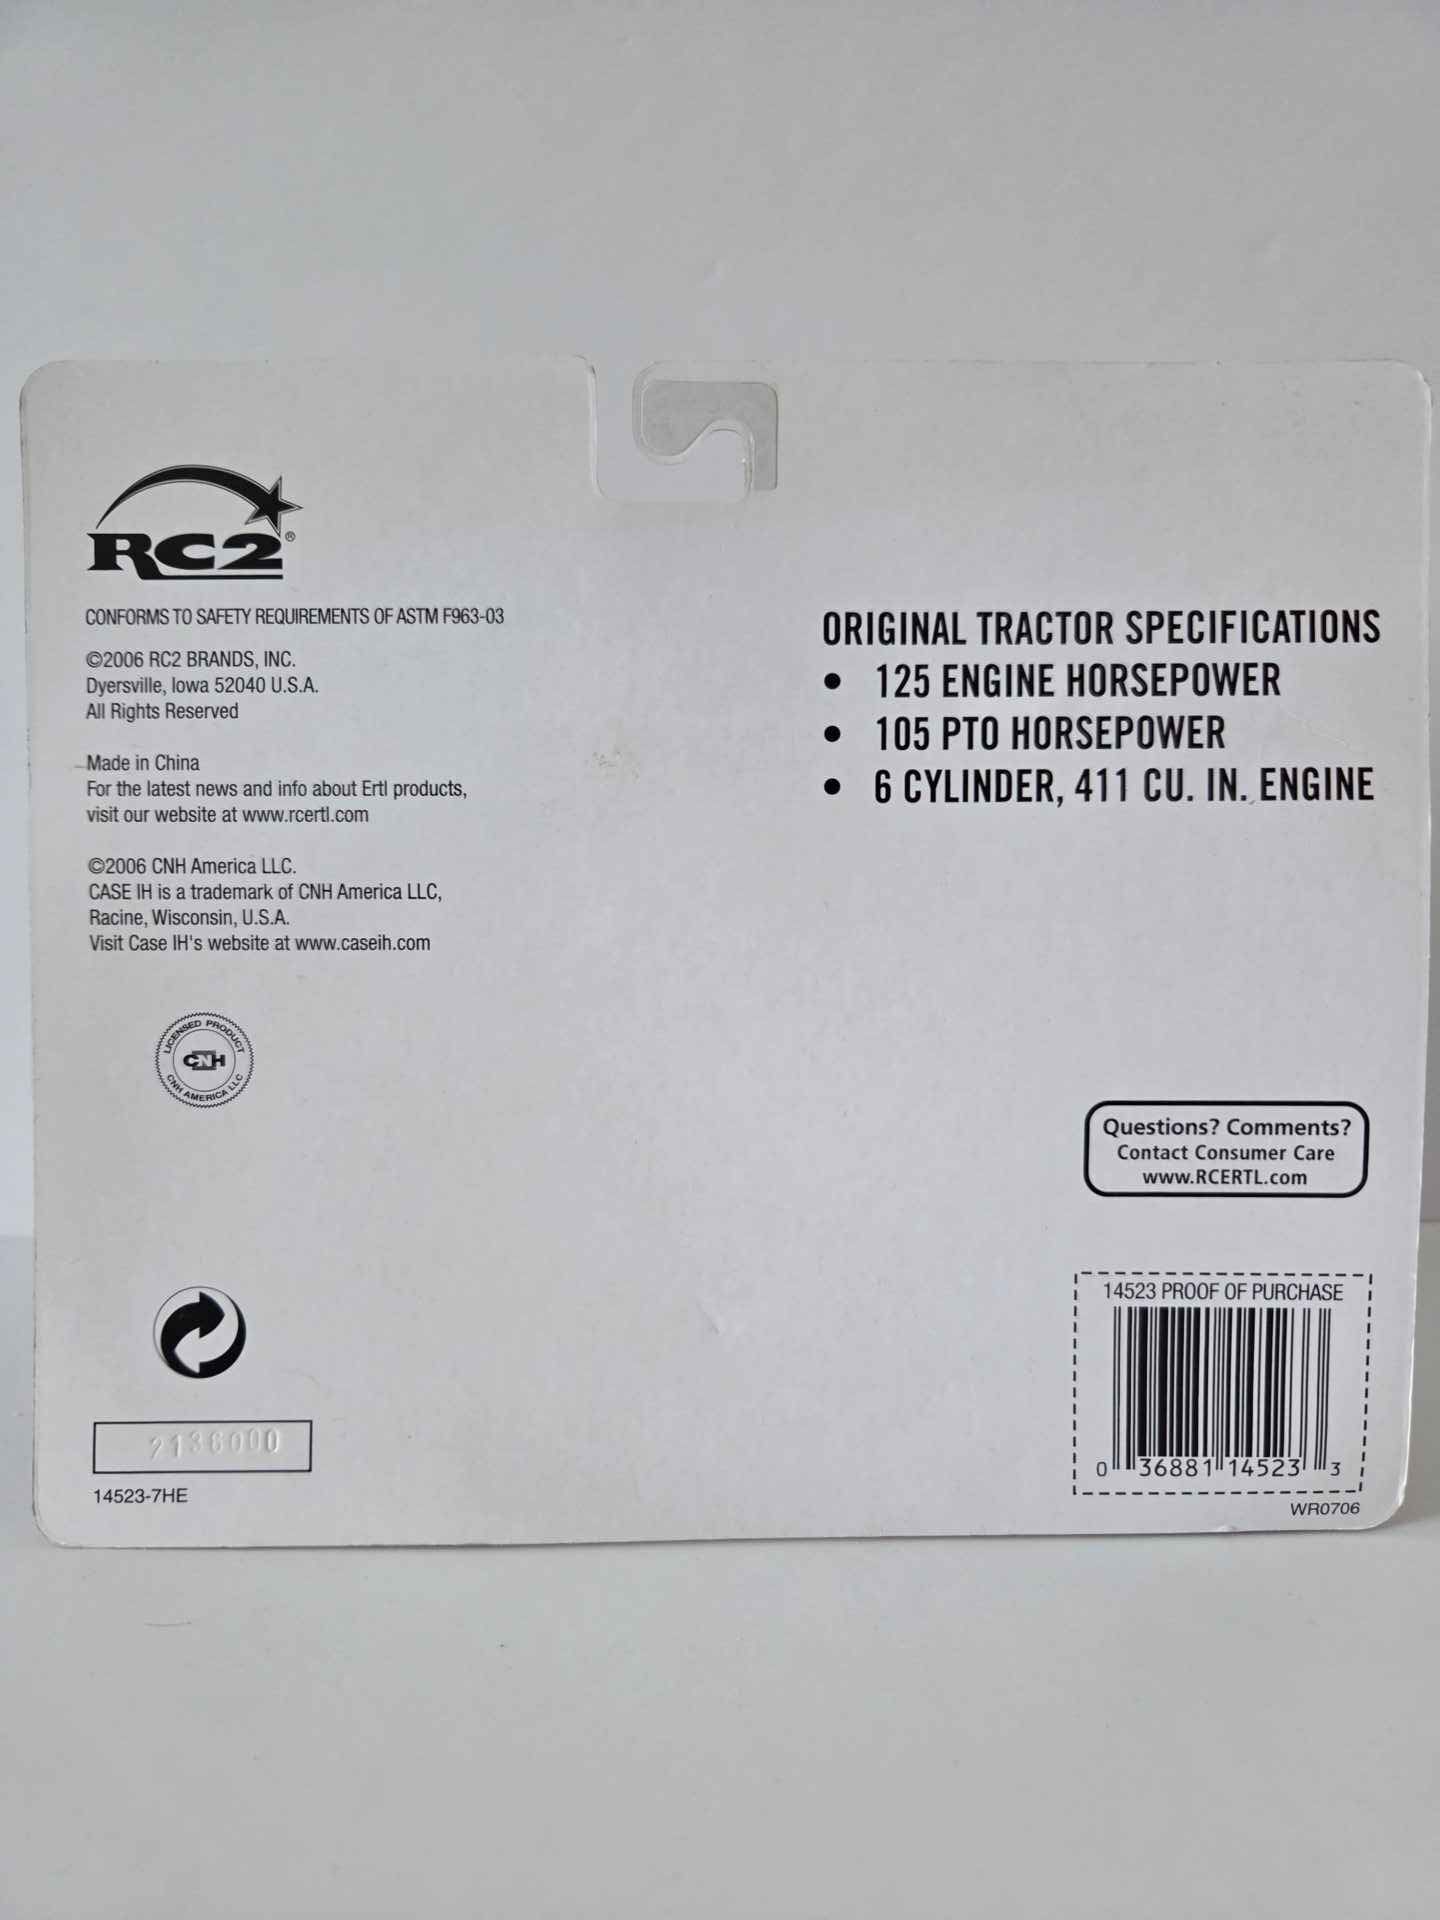 RC2®
CONFORMS TO SAFETY REQUIREMENTS OF ASTM F963-03
©2006 RC2 BRANDS, INC.
Dyersville, Iowa 52040 U.S.A.
All Rights Reserved
Made in China
For the latest news and info about Ertl products,
visit our website at www.rcertl.com
©2006 CNH America LLC.
CASE IH is a trademark of CNH America LLC,
Racine, Wisconsin, U.S.A.
Visit Case IH's website at www.caseih.com
LICENSED PRODUCT
CNH
CNH AMERICA LLC
2136000
14523-7HE
ORIGINAL TRACTOR SPECIFICATIONS
• 125 ENGINE HORSEPOWER
• 105 PTO HORSEPOWER
• 6 CYLINDER, 411 CU. IN. ENGINE
Questions? Comments?
Contact Consumer Care
www.RCERTL.com
14523 PROOF OF PURCHASE
0 36881 14523 3
WR0706